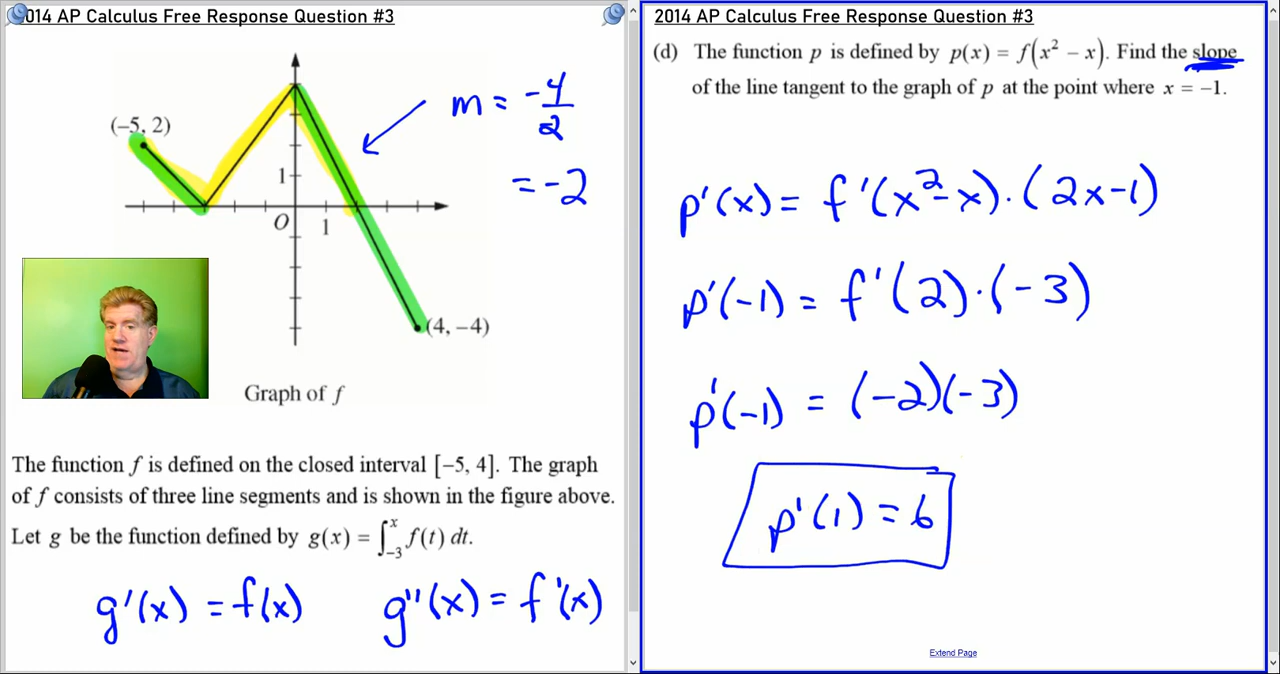 2014 AP Calculus Free Response Question #3
(−5, 2)
1
O
1
(4, −4)
Graph of f
m = -4/2
= -2
The function f is defined on the closed interval [−5, 4]. The graph
of f consists of three line segments and is shown in the figure above.
Let g be the function defined by g(x) = ∫_{−3}^{x} f(t) dt.
g'(x) = f(x)
g''(x) = f'(x)
2014 AP Calculus Free Response Question #3
(d) The function p is defined by p(x) = f(x² − x). Find the slope
of the line tangent to the graph of p at the point where x = −1.
p'(x) = f'(x²-x)·(2x-1)
p'(-1) = f'(2)·(-3)
p'(-1) = (-2)(-3)
p'(1) = 6
Extend Page